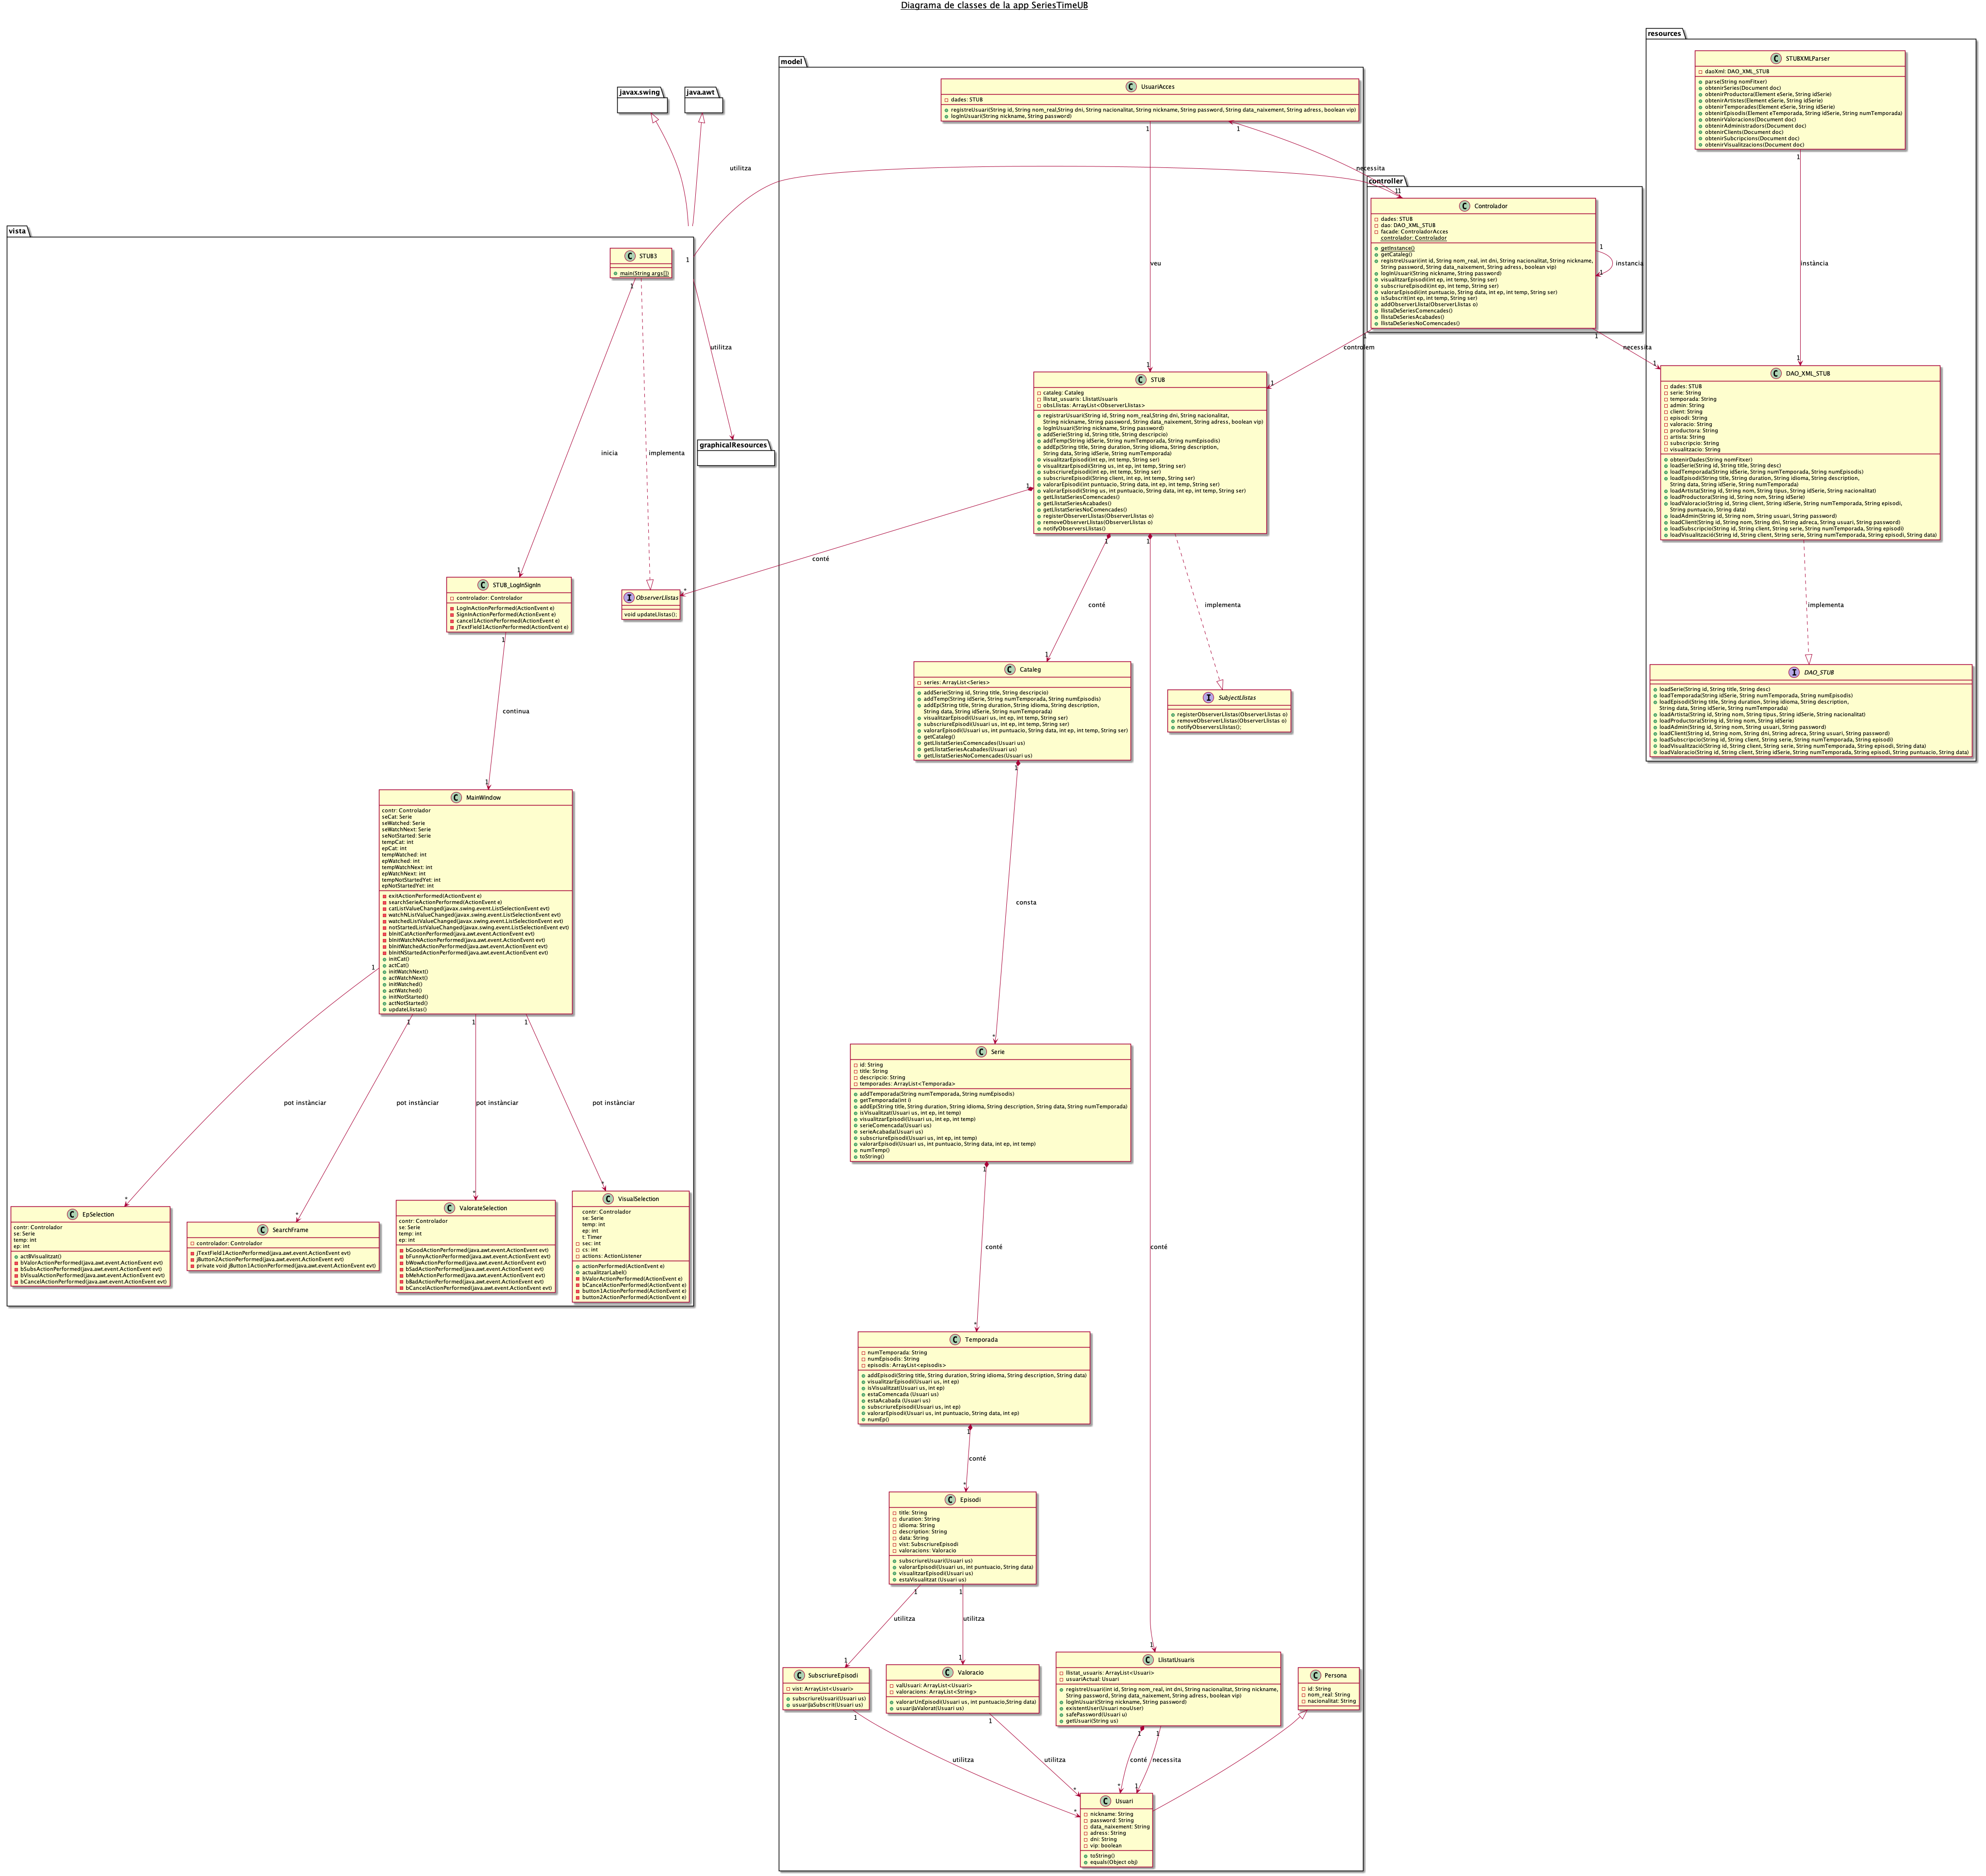 Diagrama de classes de la app SeriesTimeUB
resources
STUBXMLParser
daoXml: DAO_XML_STUB
parse(String nomFitxer)
obtenirSeries(Document doc)
obtenirProductora(Element eSerie, String idSerie)
obtenirArtistes(Element eSerie, String idSerie)
obtenirTemporades(Element eSerie, String idSerie)
obtenirEpisodis(Element eTemporada, String idSerie, String numTemporada)
obtenirValoracions(Document doc)
obtenirAdministradors(Document doc)
obtenirClients(Document doc)
obtenirSubcripcions(Document doc)
obtenirVisualitzacions(Document doc)
1
instància
1
DAO_XML_STUB
dades: STUB
serie: String
temporada: String
admin: String
client: String
episodi: String
valoracio: String
productora: String
artista: String
subscripcio: String
visualitzacio: String
obtenirDades(String nomFitxer)
loadSerie(String id, String title, String desc)
loadTemporada(String idSerie, String numTemporada, String numEpisodis)
loadEpisodi(String title, String duration, String idioma, String description,
String data, String idSerie, String numTemporada)
loadArtista(String id, String nom, String tipus, String idSerie, String nacionalitat)
loadProductora(String id, String nom, String idSerie)
loadValoracio(String id, String client, String idSerie, String numTemporada, String episodi,
String puntuacio, String data)
loadAdmin(String id, String nom, String usuari, String password)
loadClient(String id, String nom, String dni, String adreca, String usuari, String password)
loadSubscripcio(String id, String client, String serie, String numTemporada, String episodi)
loadVisualització(String id, String client, String serie, String numTemporada, String episodi, String data)
implementa
DAO_STUB
loadSerie(String id, String title, String desc)
loadTemporada(String idSerie, String numTemporada, String numEpisodis)
loadEpisodi(String title, String duration, String idioma, String description,
String data, String idSerie, String numTemporada)
loadArtista(String id, String nom, String tipus, String idSerie, String nacionalitat)
loadProductora(String id, String nom, String idSerie)
loadAdmin(String id, String nom, String usuari, String password)
loadClient(String id, String nom, String dni, String adreca, String usuari, String password)
loadSubscripcio(String id, String client, String serie, String numTemporada, String episodi)
loadVisualització(String id, String client, String serie, String numTemporada, String episodi, String data)
loadValoracio(String id, String client, String idSerie, String numTemporada, String episodi, String puntuacio, String data)
controller
Controlador
dades: STUB
dao: DAO_XML_STUB
facade: ControladorAcces
controlador: Controlador
getInstance()
getCataleg()
registreUsuari(int id, String nom_real, int dni, String nacionalitat, String nickname,
String password, String data_naixement, String adress, boolean vip)
logInUsuari(String nickname, String password)
visualitzarEpisodi(int ep, int temp, String ser)
subscriureEpisodi(int ep, int temp, String ser)
valorarEpisodi(int puntuacio, String data, int ep, int temp, String ser)
isSubscrit(int ep, int temp, String ser)
addObserverLlista(ObserverLlistas o)
llistaDeSeriesComencades()
llistaDeSeriesAcabades()
llistaDeSeriesNoComencades()
1
instancia
1
1
necessita
1
1
controlem
1
1
necessita
1
1
utilitza
1
model
UsuariAcces
dades: STUB
registreUsuari(String id, String nom_real,String dni, String nacionalitat, String nickname, String password, String data_naixement, String adress, boolean vip)
logInUsuari(String nickname, String password)
1
veu
1
STUB
cataleg: Cataleg
llistat_usuaris: LlistatUsuaris
obsLlistas: ArrayList<ObserverLlistas>
registrarUsuari(String id, String nom_real,String dni, String nacionalitat,
String nickname, String password, String data_naixement, String adress, boolean vip)
logInUsuari(String nickname, String password)
addSerie(String id, String title, String descripcio)
addTemp(String idSerie, String numTemporada, String numEpisodis)
addEp(String title, String duration, String idioma, String description,
String data, String idSerie, String numTemporada)
visualitzarEpisodi(int ep, int temp, String ser)
visualitzarEpisodi(String us, int ep, int temp, String ser)
subscriureEpisodi(int ep, int temp, String ser)
subscriureEpisodi(String client, int ep, int temp, String ser)
valorarEpisodi(int puntuacio, String data, int ep, int temp, String ser)
valorarEpisodi(String us, int puntuacio, String data, int ep, int temp, String ser)
getLlistatSeriesComencades()
getLlistatSeriesAcabades()
getLlistatSeriesNoComencades()
registerObserverLlistas(ObserverLlistas o)
removeObserverLlistas(ObserverLlistas o)
notifyObserversLlistas()
1
conté
*
1
conté
1
1
conté
1
implementa
SubjectLlistas
registerObserverLlistas(ObserverLlistas o)
removeObserverLlistas(ObserverLlistas o)
notifyObserversLlistas();
Cataleg
series: ArrayList<Series>
addSerie(String id, String title, String descripcio)
addTemp(String idSerie, String numTemporada, String numEpisodis)
addEp(String title, String duration, String idioma, String description,
String data, String idSerie, String numTemporada)
visualitzarEpisodi(Usuari us, int ep, int temp, String ser)
subscriureEpisodi(Usuari us, int ep, int temp, String ser)
valorarEpisodi(Usuari us, int puntuacio, String data, int ep, int temp, String ser)
getCataleg()
getLlistatSeriesComencades(Usuari us)
getLlistatSeriesAcabades(Usuari us)
getLlistatSeriesNoComencades(Usuari us)
1
consta
*
Serie
id: String
title: String
descripcio: String
temporades: ArrayList<Temporada>
addTemporada(String numTemporada, String numEpisodis)
getTemporada(int i)
addEp(String title, String duration, String idioma, String description, String data, String numTemporada)
isVisualitzat(Usuari us, int ep, int temp)
visualitzarEpisodi(Usuari us, int ep, int temp)
serieComencada(Usuari us)
serieAcabada(Usuari us)
subscriureEpisodi(Usuari us, int ep, int temp)
valorarEpisodi(Usuari us, int puntuacio, String data, int ep, int temp)
numTemp()
toString()
1
conté
*
Temporada
numTemporada: String
numEpisodis: String
episodis: ArrayList<episodis>
addEpisodi(String title, String duration, String idioma, String description, String data)
visualitzarEpisodi(Usuari us, int ep)
isVisualitzat(Usuari us, int ep)
estaComencada (Usuari us)
estaAcabada (Usuari us)
subscriureEpisodi(Usuari us, int ep)
valorarEpisodi(Usuari us, int puntuacio, String data, int ep)
numEp()
1
conté
*
Episodi
title: String
duration: String
idioma: String
description: String
data: String
vist: SubscriureEpisodi
valoracions: Valoracio
subscriureUsuari(Usuari us)
valorarEpisodi(Usuari us, int puntuacio, String data)
visualitzarEpisodi(Usuari us)
estaVisualitzat (Usuari us)
1
utilitza
1
1
utilitza
1
SubscriureEpisodi
vist: ArrayList<Usuari>
subscriureUsuari(Usuari us)
usuariJaSubscrit(Usuari us)
1
utilitza
*
Valoracio
valUsuari: ArrayList<Usuari>
valoracions: ArrayList<String>
valorarUnEpisodi(Usuari us, int puntuacio,String data)
usuariJaValorat(Usuari us)
1
utilitza
*
LlistatUsuaris
llistat_usuaris: ArrayList<Usuari>
usuariActual: Usuari
registreUsuari(int id, String nom_real, int dni, String nacionalitat, String nickname,
String password, String data_naixement, String adress, boolean vip)
logInUsuari(String nickname, String password)
existentUser(Usuari nouUser)
safePassword(Usuari u)
getUsuari(String us)
1
conté
*
1
necessita
1
Persona
id: String
nom_real: String
nacionalitat: String
Usuari
nickname: String
password: String
data_naixement: String
adress: String
dni: String
vip: boolean
toString()
equals(Object obj)
javax.swing
java.awt
graphicalResources
utilitza
vista
STUB3
main(String args[])
1
inicia
1
implementa
ObserverLlistas
void updateLlistas();
STUB_LogInSignIn
controlador: Controlador
LogInActionPerformed(ActionEvent e)
SignInActionPerformed(ActionEvent e)
cancel1ActionPerformed(ActionEvent e)
jTextField1ActionPerformed(ActionEvent e)
1
continua
1
MainWindow
contr: Controlador
seCat: Serie
seWatched: Serie
seWatchNext: Serie
seNotStarted: Serie
tempCat: int
epCat: int
tempWatched: int
epWatched: int
tempWatchNext: int
epWatchNext: int
tempNotStartedYet: int
epNotStartedYet: int
exitActionPerformed(ActionEvent e)
searchSerieActionPerformed(ActionEvent e)
catListValueChanged(javax.swing.event.ListSelectionEvent evt)
watchNListValueChanged(javax.swing.event.ListSelectionEvent evt)
watchedListValueChanged(javax.swing.event.ListSelectionEvent evt)
notStartedListValueChanged(javax.swing.event.ListSelectionEvent evt)
bInitCatActionPerformed(java.awt.event.ActionEvent evt)
bInitWatchNActionPerformed(java.awt.event.ActionEvent evt)
bInitWatchedActionPerformed(java.awt.event.ActionEvent evt)
bInitNStartedActionPerformed(java.awt.event.ActionEvent evt)
initCat()
actCat()
initWatchNext()
actWatchNext()
initWatched()
actWatched()
initNotStarted()
actNotStarted()
updateLlistas()
1
pot instànciar
*
1
pot instànciar
*
1
pot instànciar
*
1
pot instànciar
*
EpSelection
contr: Controlador
se: Serie
temp: int
ep: int
actBVisualitzat()
bValorActionPerformed(java.awt.event.ActionEvent evt)
bSubsActionPerformed(java.awt.event.ActionEvent evt)
bVisualActionPerformed(java.awt.event.ActionEvent evt)
bCancelActionPerformed(java.awt.event.ActionEvent evt)
SearchFrame
controlador: Controlador
jTextField1ActionPerformed(java.awt.event.ActionEvent evt)
jButton2ActionPerformed(java.awt.event.ActionEvent evt)
private void jButton1ActionPerformed(java.awt.event.ActionEvent evt)
ValorateSelection
contr: Controlador
se: Serie
temp: int
ep: int
bGoodActionPerformed(java.awt.event.ActionEvent evt)
bFunnyActionPerformed(java.awt.event.ActionEvent evt)
bWowActionPerformed(java.awt.event.ActionEvent evt)
bSadActionPerformed(java.awt.event.ActionEvent evt)
bMehActionPerformed(java.awt.event.ActionEvent evt)
bBadActionPerformed(java.awt.event.ActionEvent evt)
bCancelActionPerformed(java.awt.event.ActionEvent evt)
VisualSelection
contr: Controlador
se: Serie
temp: int
ep: int
t: Timer
sec: int
cs: int
actions: ActionListener
actionPerformed(ActionEvent e)
actualitzarLabel()
bValorActionPerformed(ActionEvent e)
bCancelActionPerformed(ActionEvent e)
button1ActionPerformed(ActionEvent e)
button2ActionPerformed(ActionEvent e)